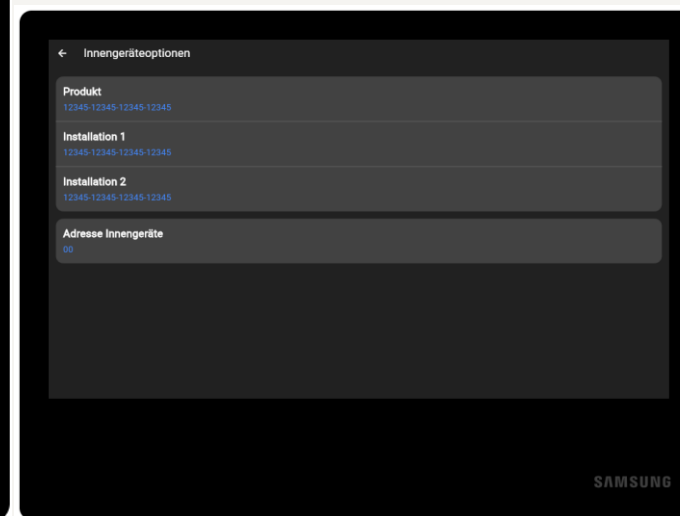 ← Innengeräteoptionen
Produkt
12345-12345-12345-12345
Installation 1
12345-12345-12345-12345
Installation 2
12345-12345-12345-12345
Adresse Innengeräte
00
SAMSUNG